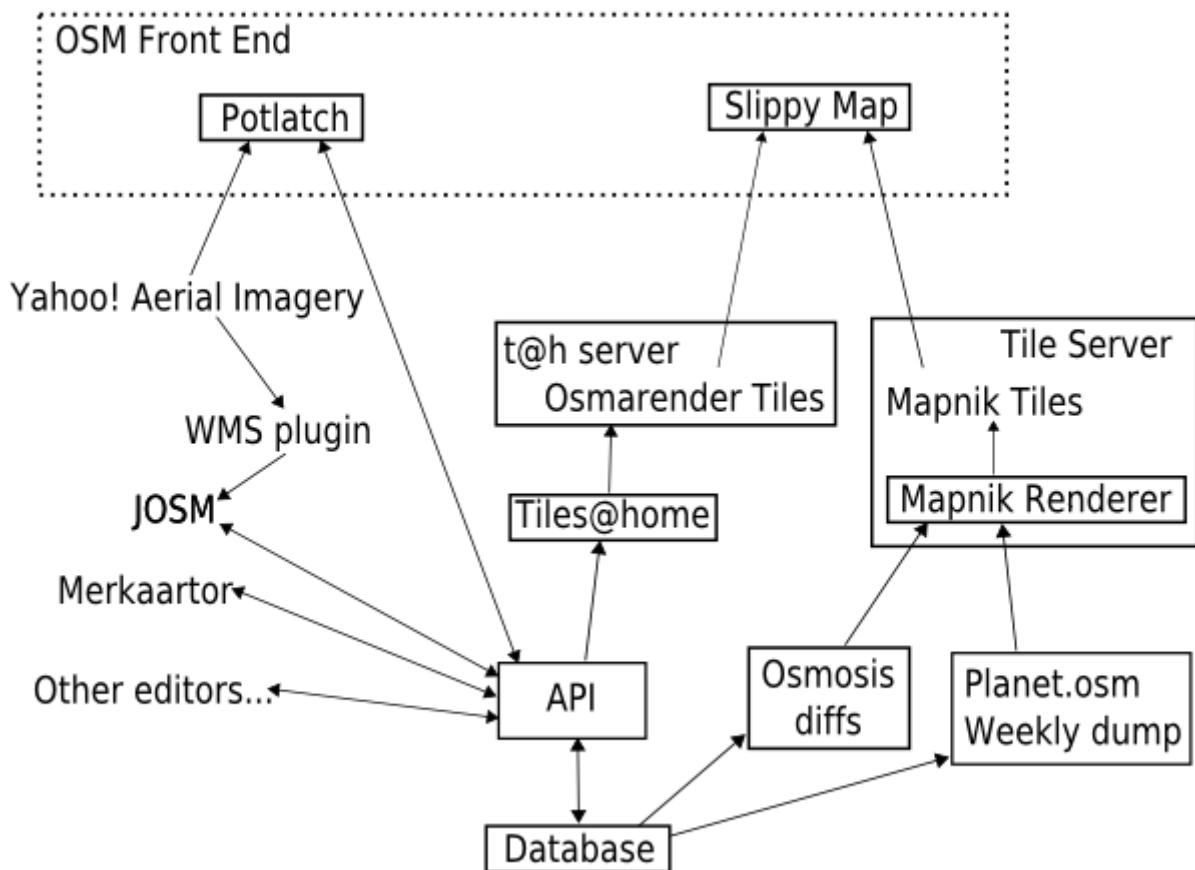 OSM Front End
Potlatch
Slippy Map
Yahoo! Aerial Imagery
t@h server
Osmarender Tiles
Tile Server
Mapnik Tiles
WMS plugin
Mapnik Renderer
JOSM
Tiles@home
Merkaartor
Other editors...
API
Osmosis
diffs
Planet.osm
Weekly dump
Database